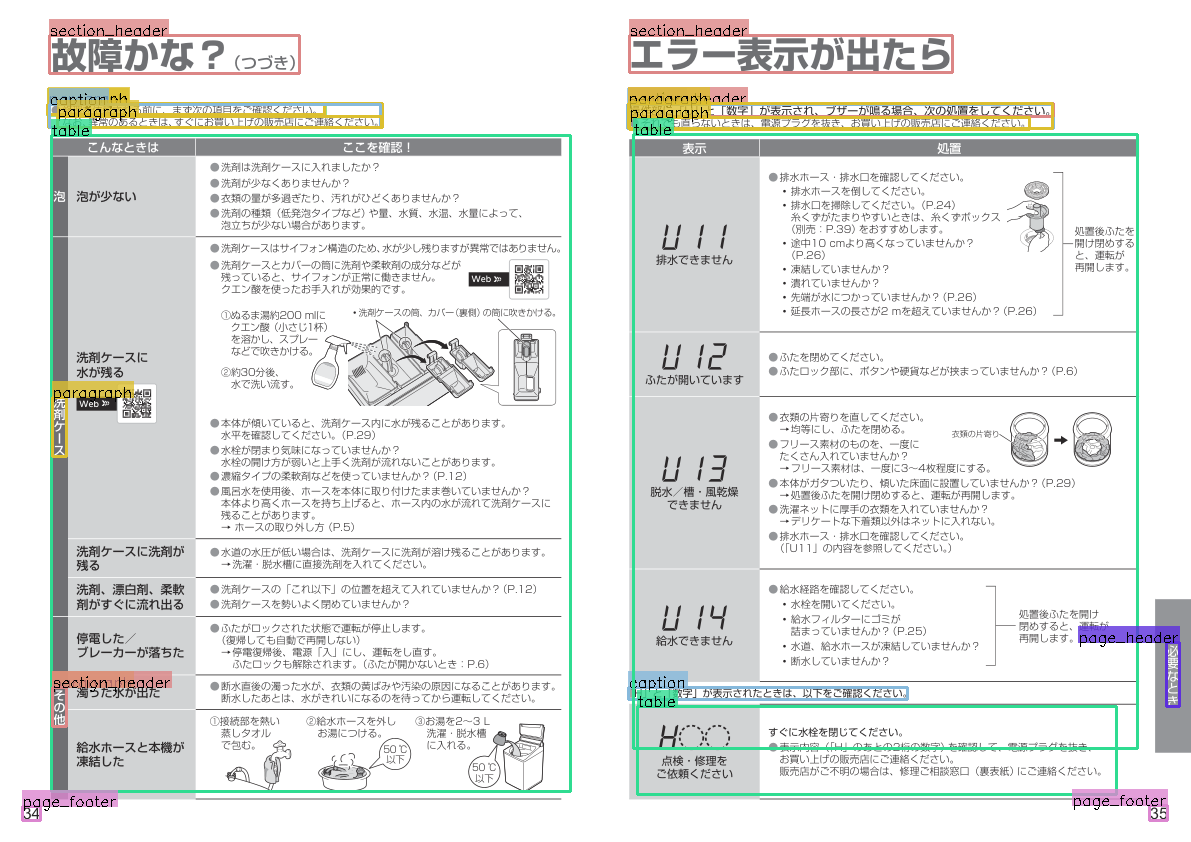 section_header
故障かな？（つづき）
caption
paragraph
前に、まず次の項目をご確認ください。
paragraph
異常のあるときは、すぐにお買い上げの販売店にご連絡ください。
table
こんなときは
ここを確認！
泡
泡が少ない
●洗剤は洗剤ケースに入れましたか？
●洗剤が少なくありませんか？
●衣類の量が多過ぎたり、汚れがひどくありませんか？
●洗剤の種類（低発泡タイプなど）や量、水質、水温、水量によって、
泡立ちが少ない場合があります。
paragraph
洗剤ケース
洗剤ケースに
水が残る
Web
●洗剤ケースはサイフォン構造のため、水が少し残りますが異常ではありません。
●洗剤ケースとカバーの筒に洗剤や柔軟剤の成分などが
残っていると、サイフォンが正常に働きません。
クエン酸を使ったお手入れが効果的です。
Web
①ぬるま湯約200 mlに
クエン酸（小さじ1杯）
を溶かし、スプレー
などで吹きかける。
②約30分後、
水で洗い流す。
・洗剤ケースの筒、カバー（裏側）の筒に吹きかける。
●本体が傾いていると、洗剤ケース内に水が残ることがあります。
水平を確認してください。（P.29）
●水栓が閉まり気味になっていませんか？
水栓の開け方が弱いと上手く洗剤が流れないことがあります。
●濃縮タイプの柔軟剤などを使っていませんか？（P.12）
●風呂水を使用後、ホースを本体に取り付けたまま巻いていませんか？
本体より高くホースを持ち上げると、ホース内の水が流れて洗剤ケースに
残ることがあります。
→ ホースの取り外し方（P.5）
洗剤ケースに洗剤が
残る
●水道の水圧が低い場合は、洗剤ケースに洗剤が溶け残ることがあります。
→洗濯・脱水槽に直接洗剤を入れてください。
洗剤、漂白剤、柔軟
剤がすぐに流れ出る
●洗剤ケースの「これ以下」の位置を超えて入れていませんか？（P.12）
●洗剤ケースを勢いよく閉めていませんか？
section_header
その他
停電した／
ブレーカーが落ちた
●ふたがロックされた状態で運転が停止します。
（復帰しても自動で再開しない）
→停電復帰後、電源「入」にし、運転をし直す。
ふたロックも解除されます。（ふたが開かないとき：P.6）
濁った水が出た
●断水直後の濁った水が、衣類の黄ばみや汚染の原因になることがあります。
断水したあとは、水がきれいになるのを待ってから運転してください。
給水ホースと本機が
凍結した
①接続部を熱い
蒸しタオル
で包む。
②給水ホースを外し
お湯につける。
50℃
以下
③お湯を2～3 L
洗濯・脱水槽
に入れる。
50℃
以下
page_footer
34
section_header
エラー表示が出たら
paragraph
header
「数字」が表示され、ブザーが鳴る場合、次の処置をしてください。
paragraph
直らないときは、電源プラグを抜き、お買い上げの販売店にご連絡ください。
table
表示
処置
U11
排水できません
●排水ホース・排水口を確認してください。
・排水ホースを倒してください。
・排水口を掃除してください。（P.24）
糸くずがたまりやすいときは、糸くずボックス
（別売：P.39）をおすすめします。
・途中10 cmより高くなっていませんか？
（P.26）
・凍結していませんか？
・潰れていませんか？
・先端が水につかっていませんか？（P.26）
・延長ホースの長さが2 mを超えていませんか？（P.26）
処置後ふたを
開け閉めする
と、運転が
再開します。
U12
ふたが開いています
●ふたを閉めてください。
●ふたロック部に、ボタンや硬貨などが挟まっていませんか？（P.6）
U13
脱水／槽・風乾燥
できません
●衣類の片寄りを直してください。
→均等にし、ふたを閉める。
●フリース素材のものを、一度に
たくさん入れていませんか？
→フリース素材は、一度に3～4枚程度にする。
衣類の片寄り
●本体がガタついたり、傾いた床面に設置していませんか？（P.29）
→処置後ふたを開け閉めすると、運転が再開します。
●洗濯ネットに厚手の衣類を入れていませんか？
→デリケートな下着類以外はネットに入れない。
●排水ホース・排水口を確認してください。
（「U11」の内容を参照してください。）
U14
給水できません
●給水経路を確認してください。
・水栓を開いてください。
・給水フィルターにゴミが
詰まっていませんか？（P.25）
・水道、給水ホースが凍結していませんか？
・断水していませんか？
処置後ふたを開け
閉めすると、運転が
再開します。
page_header
必要なとき
caption
「数字」が表示されたときは、以下をご確認ください。
table
H
点検・修理を
ご依頼ください
すぐに水栓を閉じてください。
●表示内容（「H」のあとの2桁の数字）を確認して、電源プラグを抜き、
お買い上げの販売店にご連絡ください。
販売店がご不明の場合は、修理ご相談窓口（裏表紙）にご連絡ください。
page_footer
35